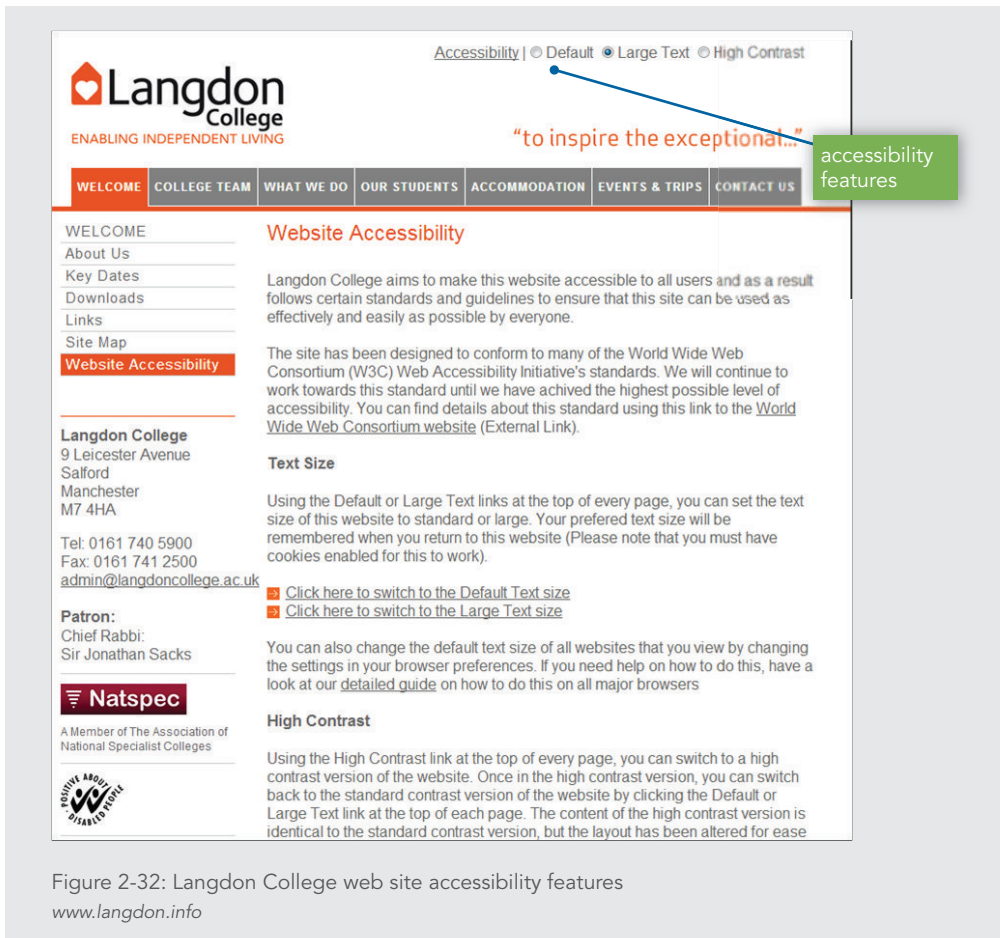 Accessibility | Default Large Text High Contrast
Langdon
College
ENABLING INDEPENDENT LIVING
"to inspire the exceptional..."
accessibility
features
WELCOME COLLEGE TEAM WHAT WE DO OUR STUDENTS ACCOMMODATION EVENTS & TRIPS CONTACT US
WELCOME
About Us
Key Dates
Downloads
Links
Site Map
Website Accessibility
Langdon College
9 Leicester Avenue
Salford
Manchester
M7 4HA
Tel: 0161 740 5900
Fax: 0161 741 2500
admin@langdoncollege.ac.uk
Patron:
Chief Rabbi:
Sir Jonathan Sacks
Natspec
A Member of The Association of
National Specialist Colleges
POSITIVE ABOUT DISABLED PEOPLE
Website Accessibility
Langdon College aims to make this website accessible to all users and as a result
follows certain standards and guidelines to ensure that this site can be used as
effectively and easily as possible by everyone.
The site has been designed to conform to many of the World Wide Web
Consortium (W3C) Web Accessibility Initiative's standards. We will continue to
work towards this standard until we have achived the highest possible level of
accessibility. You can find details about this standard using this link to the World
Wide Web Consortium website (External Link).
Text Size
Using the Default or Large Text links at the top of every page, you can set the text
size of this website to standard or large. Your prefered text size will be
remembered when you return to this website (Please note that you must have
cookies enabled for this to work).
Click here to switch to the Default Text size
Click here to switch to the Large Text size
You can also change the default text size of all websites that you view by changing
the settings in your browser preferences. If you need help on how to do this, have a
look at our detailed guide on how to do this on all major browsers
High Contrast
Using the High Contrast link at the top of every page, you can switch to a high
contrast version of the website. Once in the high contrast version, you can switch
back to the standard contrast version of the website by clicking the Default or
Large Text link at the top of each page. The content of the high contrast version is
identical to the standard contrast version, but the layout has been altered for ease
Figure 2-32: Langdon College web site accessibility features
www.langdon.info